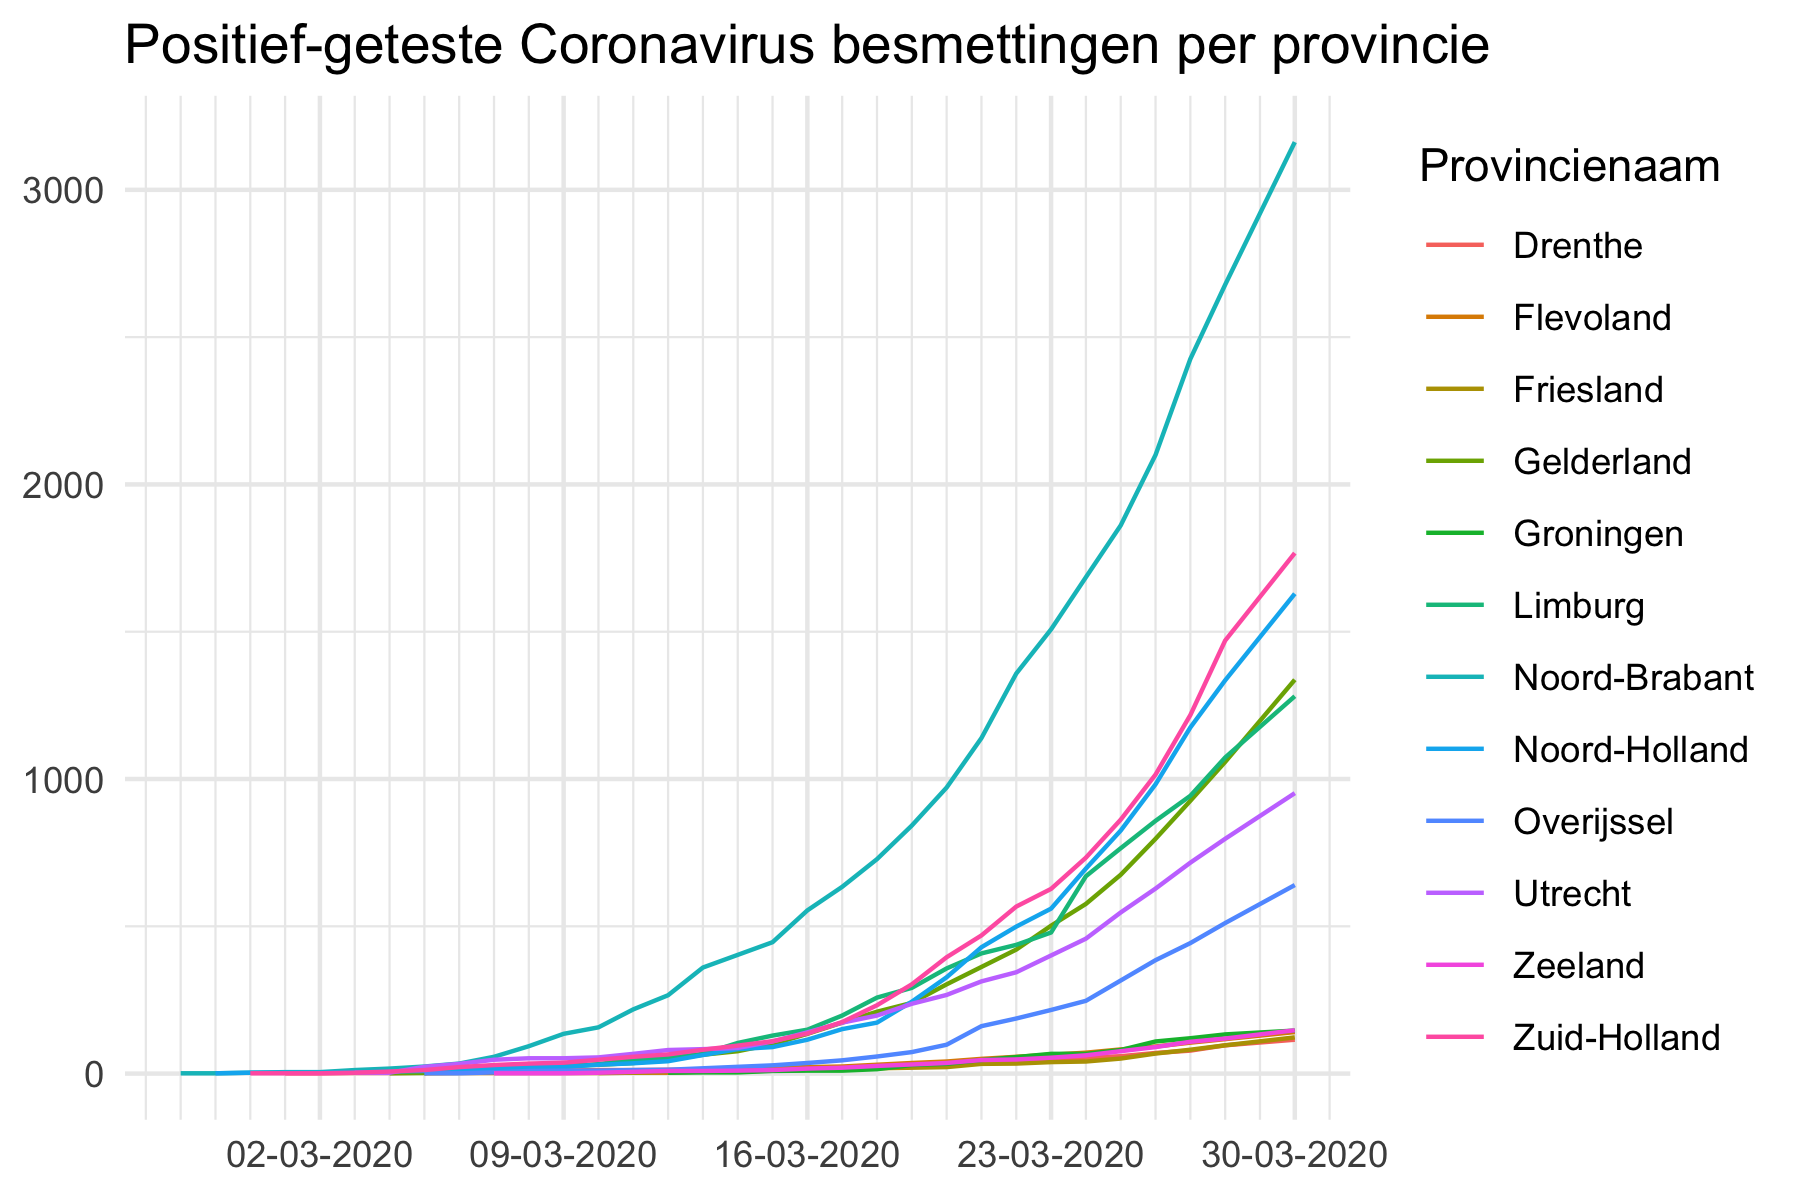 Positief-geteste Coronavirus besmettingen per provincie
3000
2000
1000
0
02-03-2020
09-03-2020
16-03-2020
23-03-2020
30-03-2020
Provincienaam
Drenthe
Flevoland
Friesland
Gelderland
Groningen
Limburg
Noord-Brabant
Noord-Holland
Overijssel
Utrecht
Zeeland
Zuid-Holland